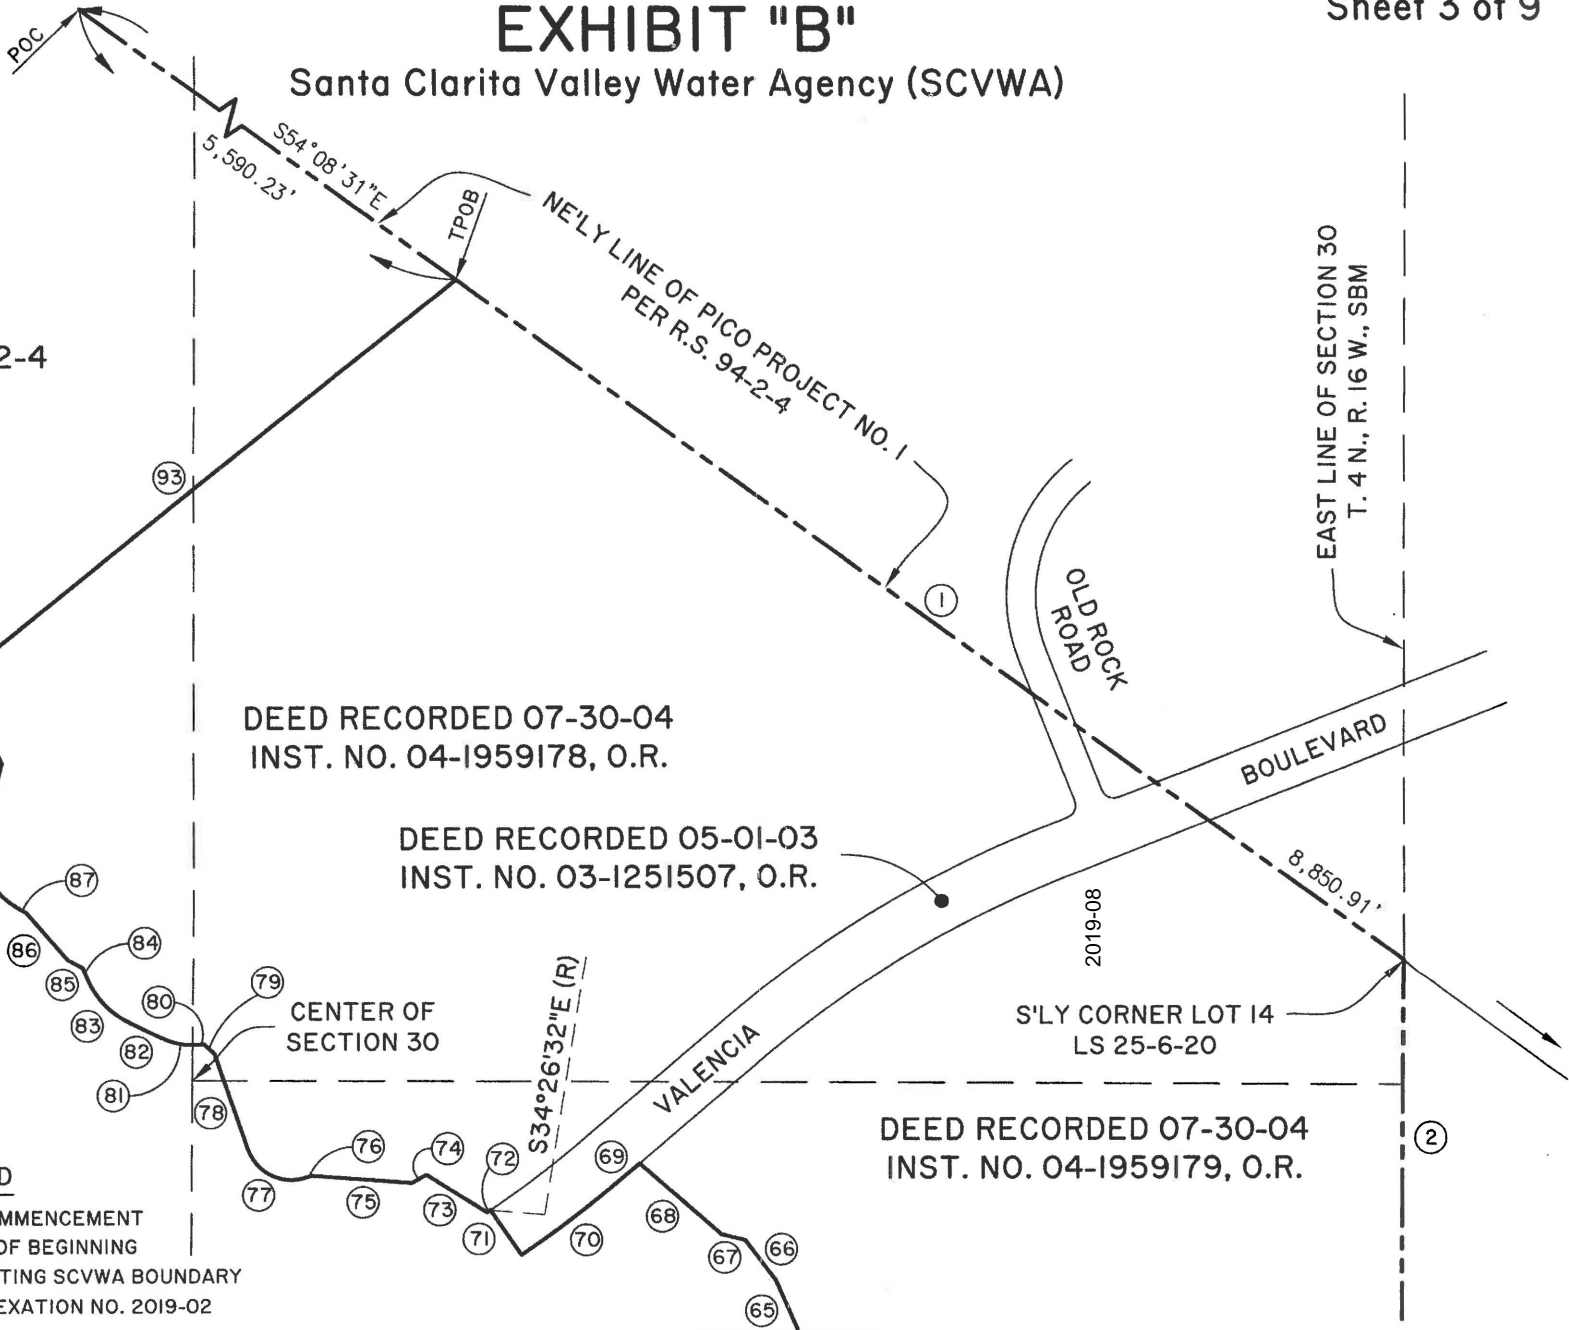 EXHIBIT "B"
Sheet 3 of 9
Santa Clarita Valley Water Agency (SCVWA)
POC
S54°08'31"E
5,590.23'
TPOB
NE'LY LINE OF PICO PROJECT NO. 1
PER R.S. 94-2-4
EAST LINE OF SECTION 30
T. 4 N., R. 16 W., SBM
2-4
93
1
OLD ROCK
ROAD
DEED RECORDED 07-30-04
INST. NO. 04-1959178, O.R.
BOULEVARD
DEED RECORDED 05-01-03
INST. NO. 03-1251507, O.R.
8,850.91'
2019-08
87
86
84
85
79
80
83
82
81
78
CENTER OF
SECTION 30
S34°26'32"E (R)
VALENCIA
S'LY CORNER LOT 14
LS 25-6-20
DEED RECORDED 07-30-04
INST. NO. 04-1959179, O.R.
2
76
74
72
69
77
75
73
71
70
68
67
66
65
D
MMENCEMENT
OF BEGINNING
TING SCVWA BOUNDARY
EXATION NO. 2019-02